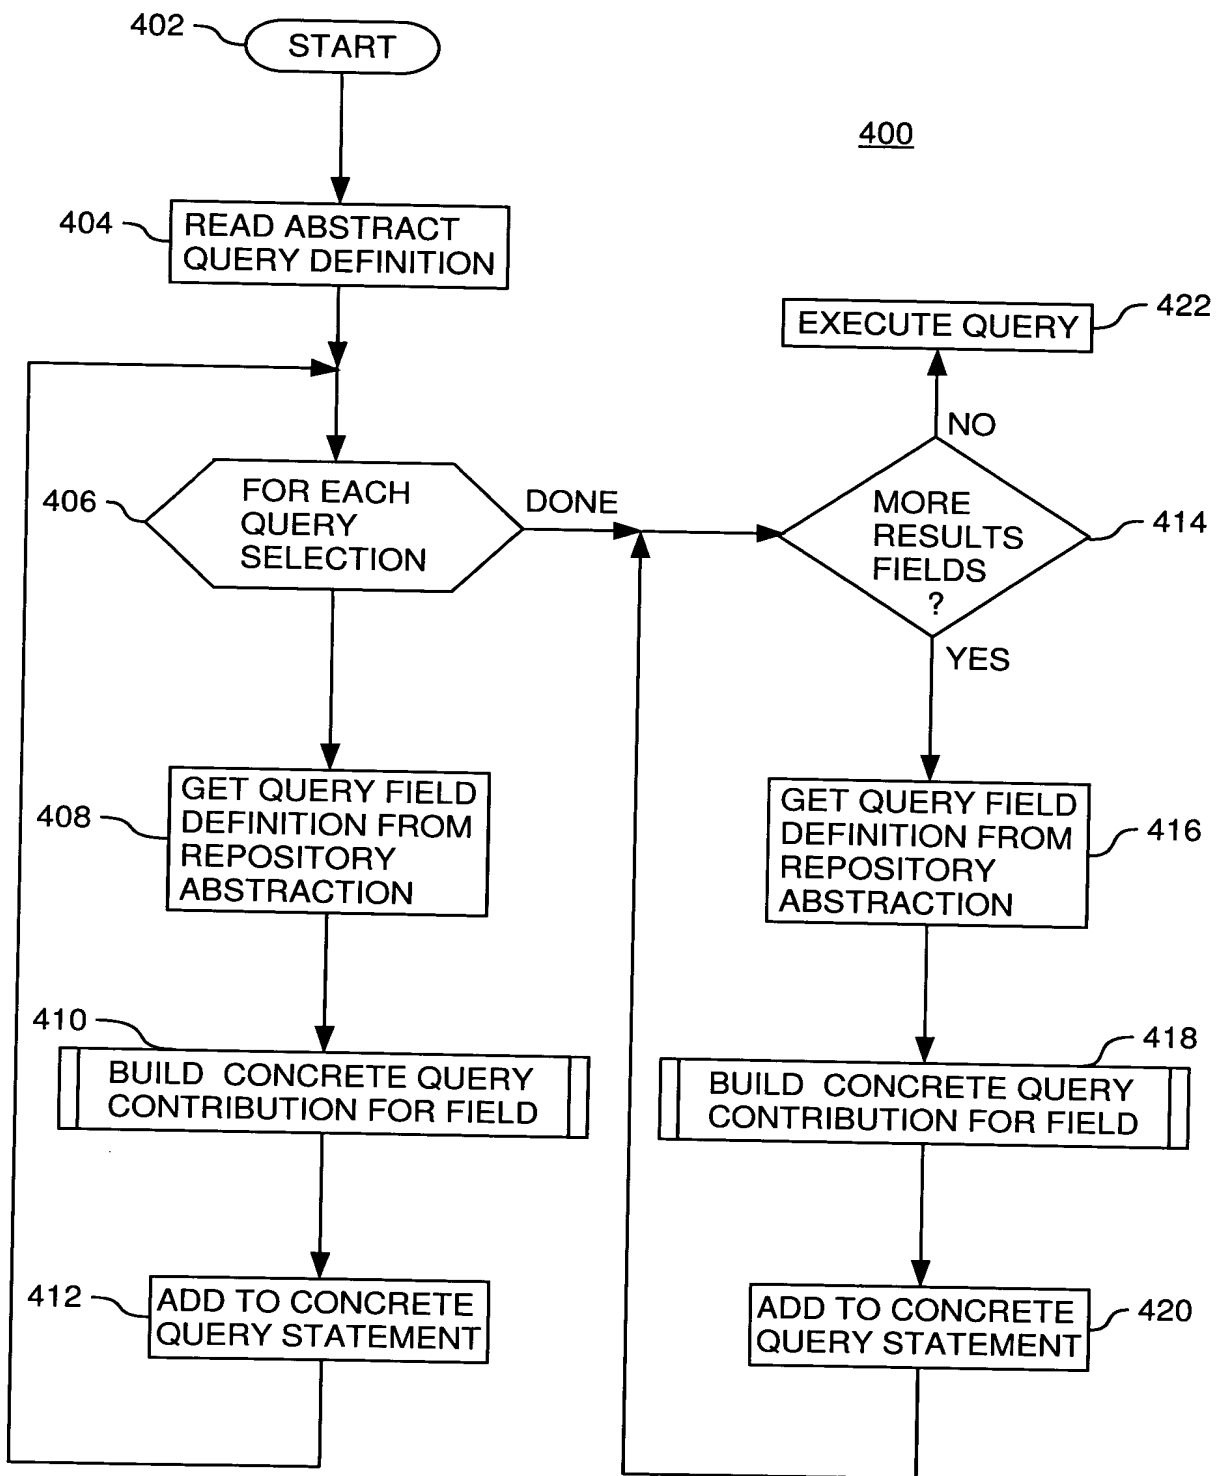 402
START
400
404
READ ABSTRACT
QUERY DEFINITION
EXECUTE QUERY
422
NO
406
FOR EACH
QUERY
SELECTION
DONE
MORE
RESULTS
FIELDS
?
414
YES
408
GET QUERY FIELD
DEFINITION FROM
REPOSITORY
ABSTRACTION
GET QUERY FIELD
DEFINITION FROM
REPOSITORY
ABSTRACTION
416
410
BUILD CONCRETE QUERY
CONTRIBUTION FOR FIELD
418
BUILD CONCRETE QUERY
CONTRIBUTION FOR FIELD
412
ADD TO CONCRETE
QUERY STATEMENT
ADD TO CONCRETE
QUERY STATEMENT
420